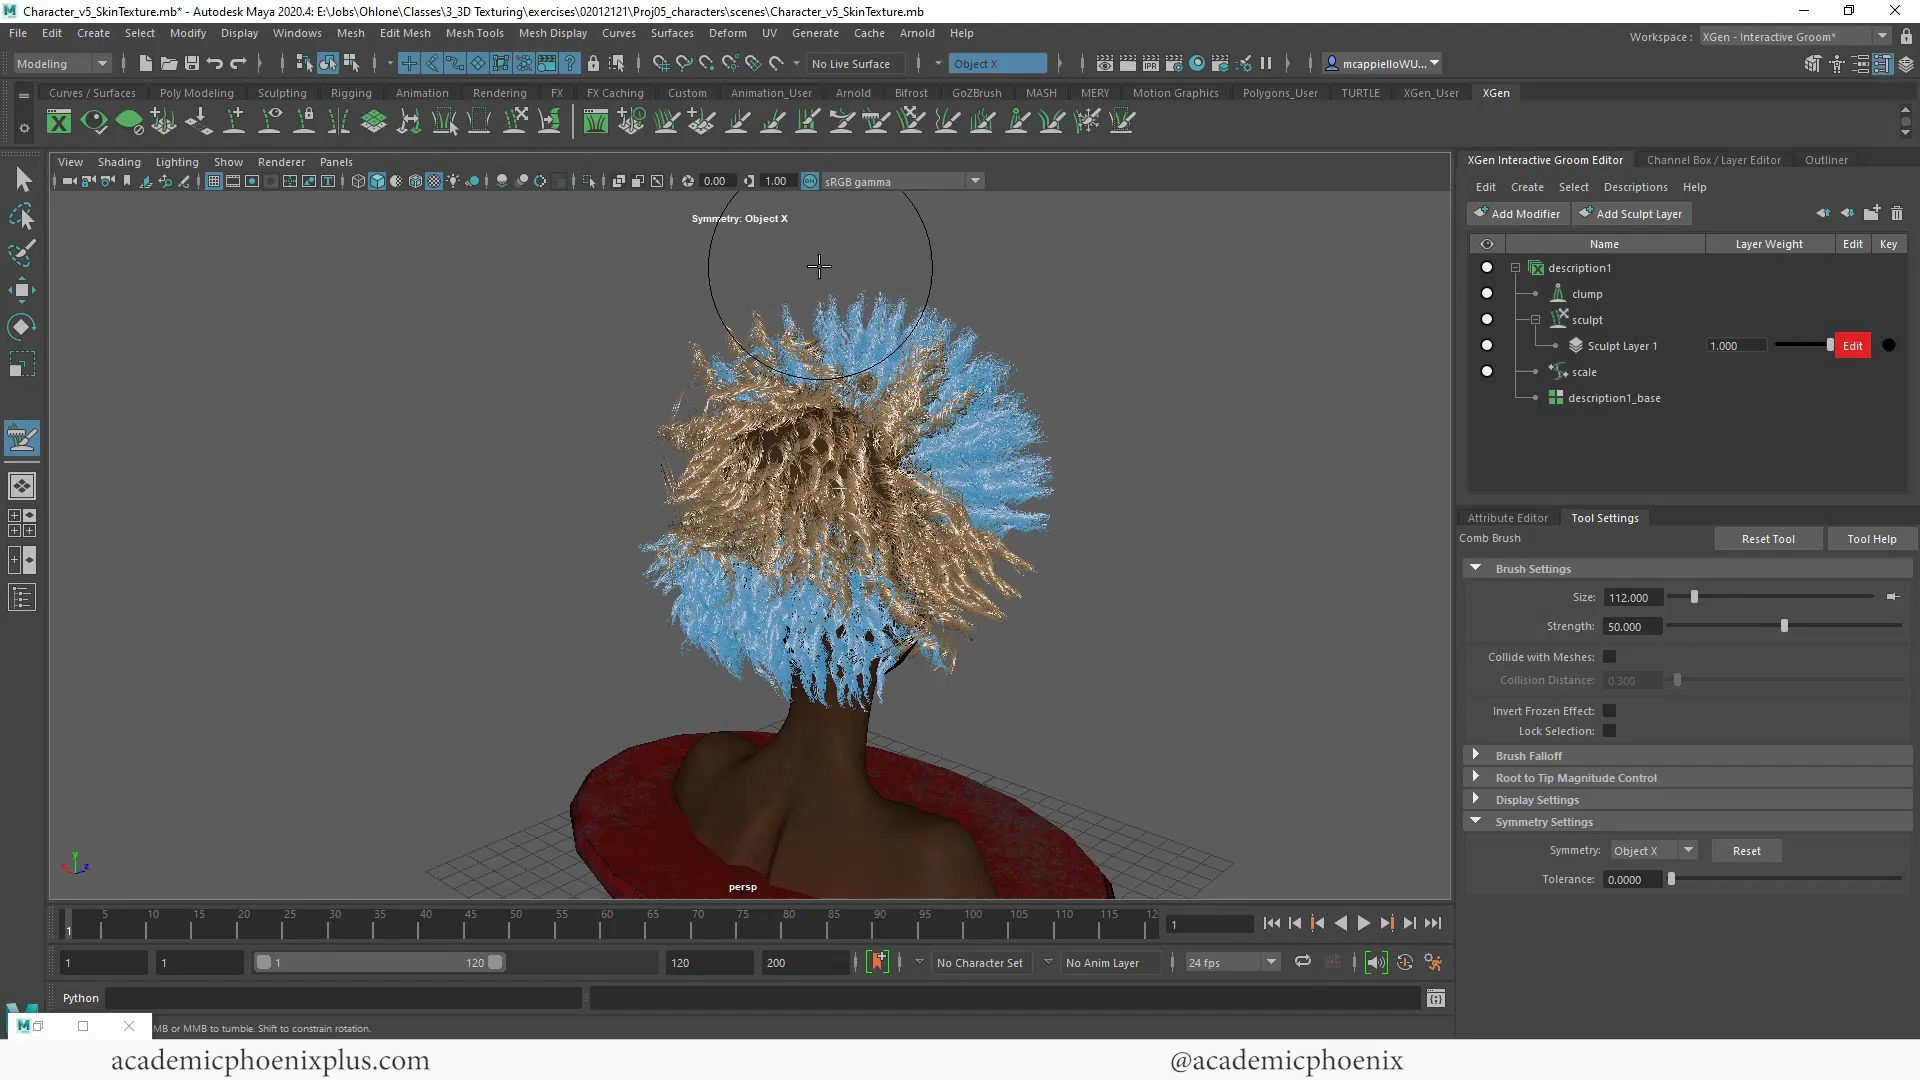 Character_v5_SkinTexture.mb* - Autodesk Maya 2020.4: E:\Jobs\Ohlone\Classes\3_3D Texturing\exercises\02012121\Proj05_characters\scenes\Character_v5_SkinTexture.mb
File Edit Create Select Modify Display Windows Mesh Edit Mesh Mesh Tools Mesh Display Curves Surfaces Deform UV Generate Cache Arnold Help
Workspace : XGen - Interactive Groom*
Modeling No Live Surface Object X mcappielloWU...
Curves / Surfaces Poly Modeling Sculpting Rigging Animation Rendering FX FX Caching Custom Animation_User Arnold Bifrost GoZBrush MASH MERY Motion Graphics Polygons_User TURTLE XGen_User XGen
View Shading Lighting Show Renderer Panels
0.00 1.00 sRGB gamma
Symmetry: Object X
persp
XGen Interactive Groom Editor Channel Box / Layer Editor Outliner
Edit Create Select Descriptions Help
Add Modifier Add Sculpt Layer
Name Layer Weight Edit Key
description1
clump
sculpt
Sculpt Layer 1 1.000 Edit
scale
description1_base
Attribute Editor Tool Settings
Comb Brush Reset Tool Tool Help
Brush Settings
Size: 112.000
Strength: 50.000
Collide with Meshes:
Collision Distance: 0.300
Invert Frozen Effect:
Lock Selection:
Brush Falloff
Root to Tip Magnitude Control
Display Settings
Symmetry Settings
Symmetry: Object X Reset
Tolerance: 0.0000
5 10 15 20 25 30 35 40 45 50 55 60 65 70 75 80 85 90 95 100 105 110 115 12
1 1
1 1 1 120 120 200 No Character Set No Anim Layer 24 fps
Python
MB or MMB to tumble. Shift to constrain rotation.
academicphoenixplus.com @academicphoenix